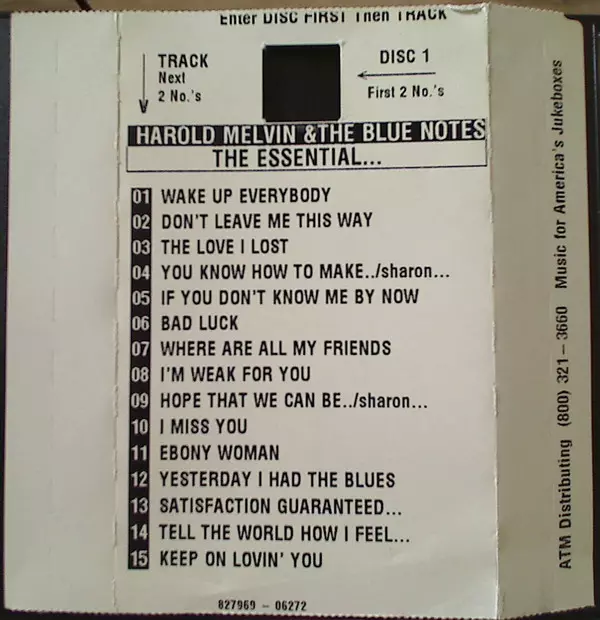 Enter DISC FIRST Then TRACK
TRACK
Next
2 No.'s
DISC 1
First 2 No.'s
HAROLD MELVIN &THE BLUE NOTES
THE ESSENTIAL...
01 WAKE UP EVERYBODY
02 DON'T LEAVE ME THIS WAY
03 THE LOVE I LOST
04 YOU KNOW HOW TO MAKE../sharon...
05 IF YOU DON'T KNOW ME BY NOW
06 BAD LUCK
07 WHERE ARE ALL MY FRIENDS
08 I'M WEAK FOR YOU
09 HOPE THAT WE CAN BE../sharon...
10 I MISS YOU
11 EBONY WOMAN
12 YESTERDAY I HAD THE BLUES
13 SATISFACTION GUARANTEED...
14 TELL THE WORLD HOW I FEEL...
15 KEEP ON LOVIN' YOU
827969 - 06272
ATM Distributing (800) 321-3660 Music for America's Jukeboxes